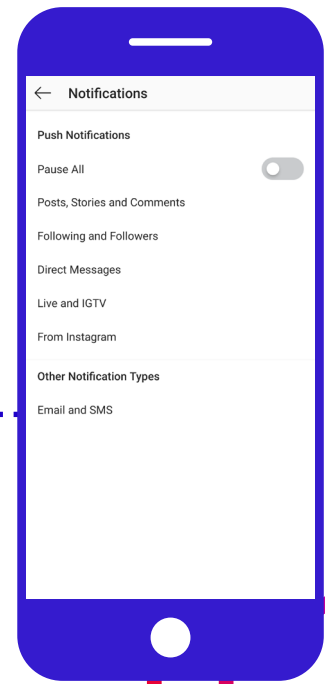 Notifications
Push Notifications
Pause All
Posts, Stories and Comments
Following and Followers
Direct Messages
Live and IGTV
From Instagram
Other Notification Types
Email and SMS